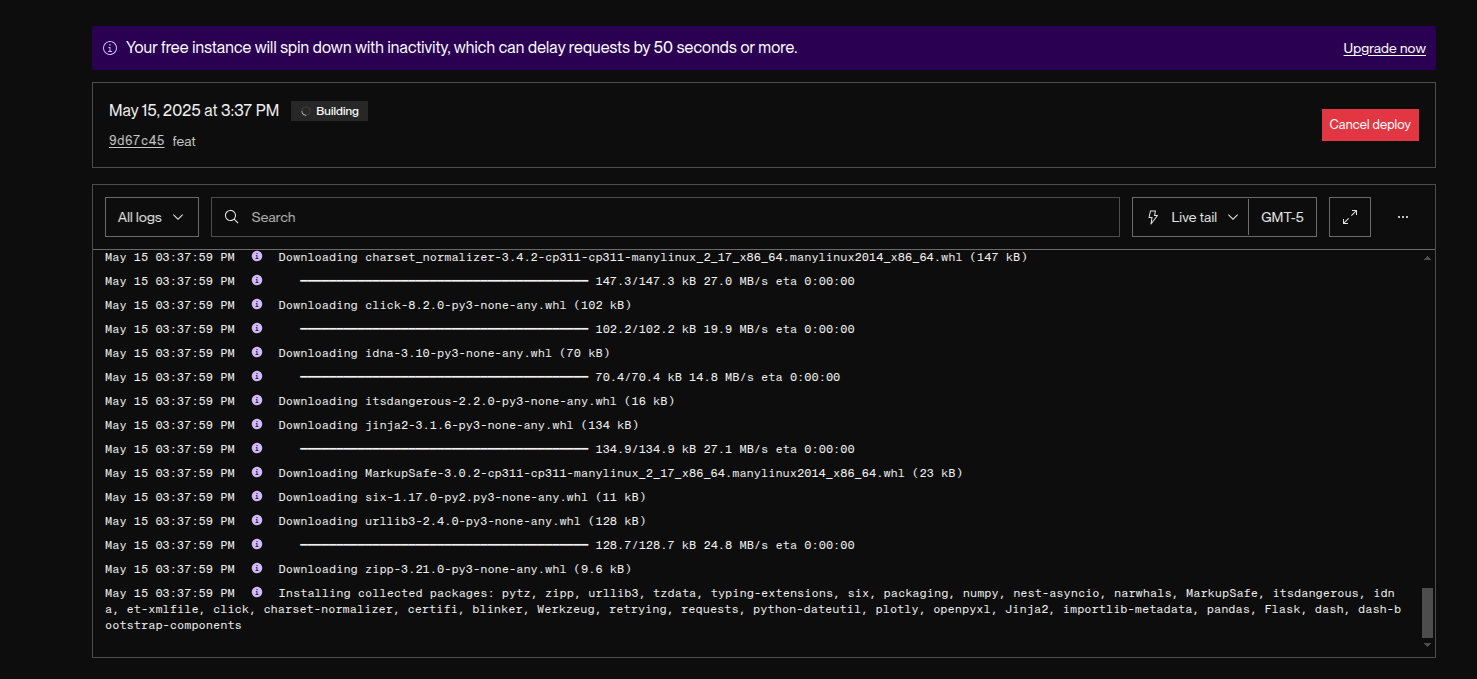 Your free instance will spin down with inactivity, which can delay requests by 50 seconds or more.
Upgrade now
May 15, 2025 at 3:37 PM
Building
9d67c45 feat
Cancel deploy
All logs
Search
Live tail
GMT-5
May 15 03:37:59 PM Downloading charset_normalizer-3.4.2-cp311-cp311-manylinux_2_17_x86_64.manylinux2014_x86_64.whl (147 kB)
May 15 03:37:59 PM ━━━━━━━━━━━━━━━━━━━━━━━━━━━━━━━━━━━━━━━━ 147.3/147.3 kB 27.0 MB/s eta 0:00:00
May 15 03:37:59 PM Downloading click-8.2.0-py3-none-any.whl (102 kB)
May 15 03:37:59 PM ━━━━━━━━━━━━━━━━━━━━━━━━━━━━━━━━━━━━━━━━ 102.2/102.2 kB 19.9 MB/s eta 0:00:00
May 15 03:37:59 PM Downloading idna-3.10-py3-none-any.whl (70 kB)
May 15 03:37:59 PM ━━━━━━━━━━━━━━━━━━━━━━━━━━━━━━━━━━━━━━━━ 70.4/70.4 kB 14.8 MB/s eta 0:00:00
May 15 03:37:59 PM Downloading itsdangerous-2.2.0-py3-none-any.whl (16 kB)
May 15 03:37:59 PM Downloading jinja2-3.1.6-py3-none-any.whl (134 kB)
May 15 03:37:59 PM ━━━━━━━━━━━━━━━━━━━━━━━━━━━━━━━━━━━━━━━━ 134.9/134.9 kB 27.1 MB/s eta 0:00:00
May 15 03:37:59 PM Downloading MarkupSafe-3.0.2-cp311-cp311-manylinux_2_17_x86_64.manylinux2014_x86_64.whl (23 kB)
May 15 03:37:59 PM Downloading six-1.17.0-py2.py3-none-any.whl (11 kB)
May 15 03:37:59 PM Downloading urllib3-2.4.0-py3-none-any.whl (128 kB)
May 15 03:37:59 PM ━━━━━━━━━━━━━━━━━━━━━━━━━━━━━━━━━━━━━━━━ 128.7/128.7 kB 24.8 MB/s eta 0:00:00
May 15 03:37:59 PM Downloading zipp-3.21.0-py3-none-any.whl (9.6 kB)
May 15 03:37:59 PM Installing collected packages: pytz, zipp, urllib3, tzdata, typing-extensions, six, packaging, numpy, nest-asyncio, narwhals, MarkupSafe, itsdangerous, idn
a, et-xmlfile, click, charset-normalizer, certifi, blinker, Werkzeug, retrying, requests, python-dateutil, plotly, openpyxl, Jinja2, importlib-metadata, pandas, Flask, dash, dash-b
ootstrap-components